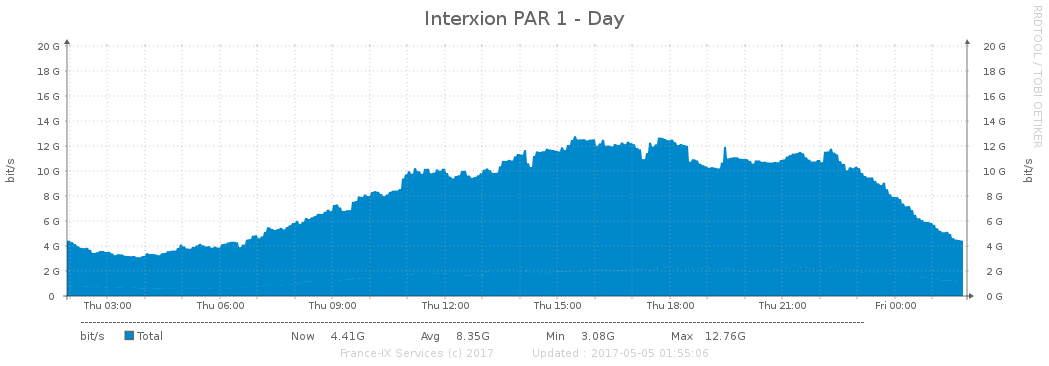 Interxion PAR 1 - Day
RRDTOOL / TOBI OETIKER
bit/s
bit/s
20 G 20 G
18 G 18 G
16 G 16 G
14 G 14 G
12 G 12 G
10 G 10 G
8 G 8 G
6 G 6 G
4 G 4 G
2 G 2 G
0 0 G
Thu 03:00 Thu 06:00 Thu 09:00 Thu 12:00 Thu 15:00 Thu 18:00 Thu 21:00 Fri 00:00
bit/s Total Now 4.41G Avg 8.35G Min 3.08G Max 12.76G
France-IX Services (c) 2017 Updated : 2017-05-05 01:55:06